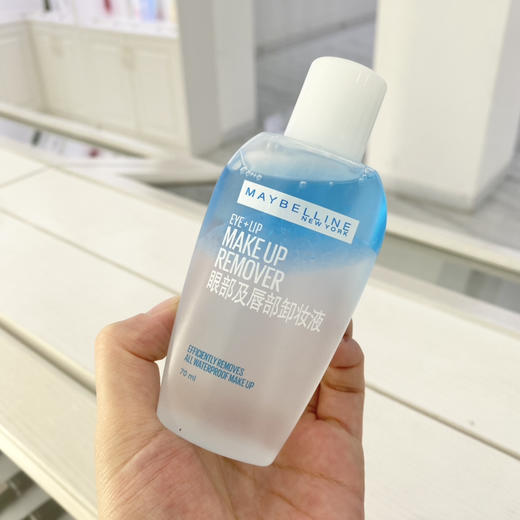 MAYBELLINE
NEW YORK
EYE+LIP
MAKE UP
REMOVER
眼部及唇部卸妆液
EFFICIENTLY REMOVES
ALL WATERPROOF MAKE UP
70 ml